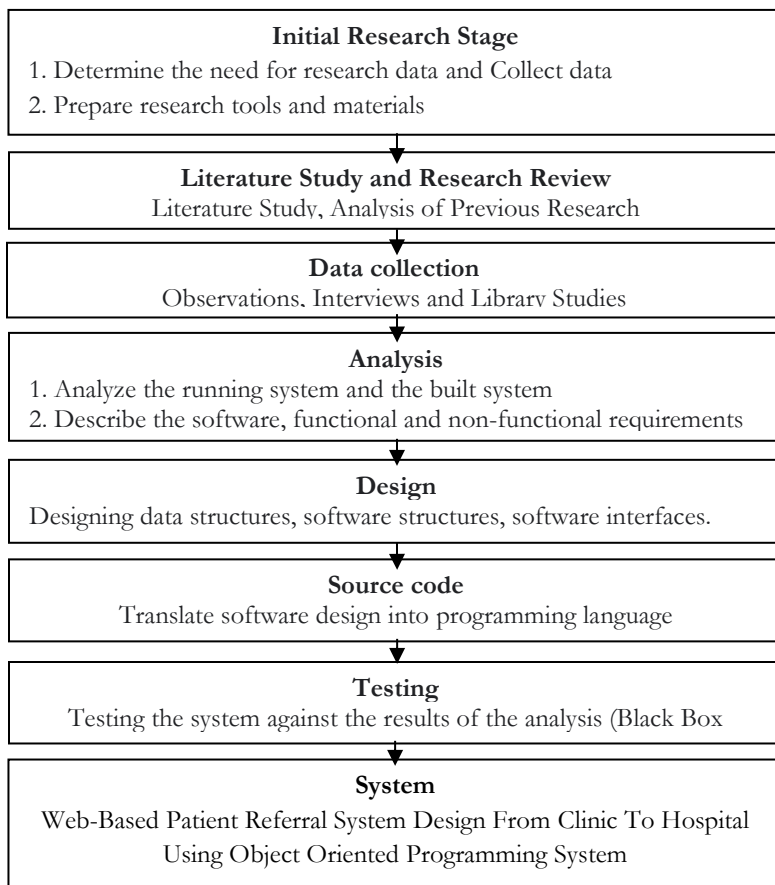 Initial Research Stage
1. Determine the need for research data and Collect data
2. Prepare research tools and materials
Literature Study and Research Review
Literature Study, Analysis of Previous Research
Data collection
Observations, Interviews and Library Studies
Analysis
1. Analyze the running system and the built system
2. Describe the software, functional and non-functional requirements
Design
Designing data structures, software structures, software interfaces.
Source code
Translate software design into programming language
Testing
Testing the system against the results of the analysis (Black Box
System
Web-Based Patient Referral System Design From Clinic To Hospital
Using Object Oriented Programming System